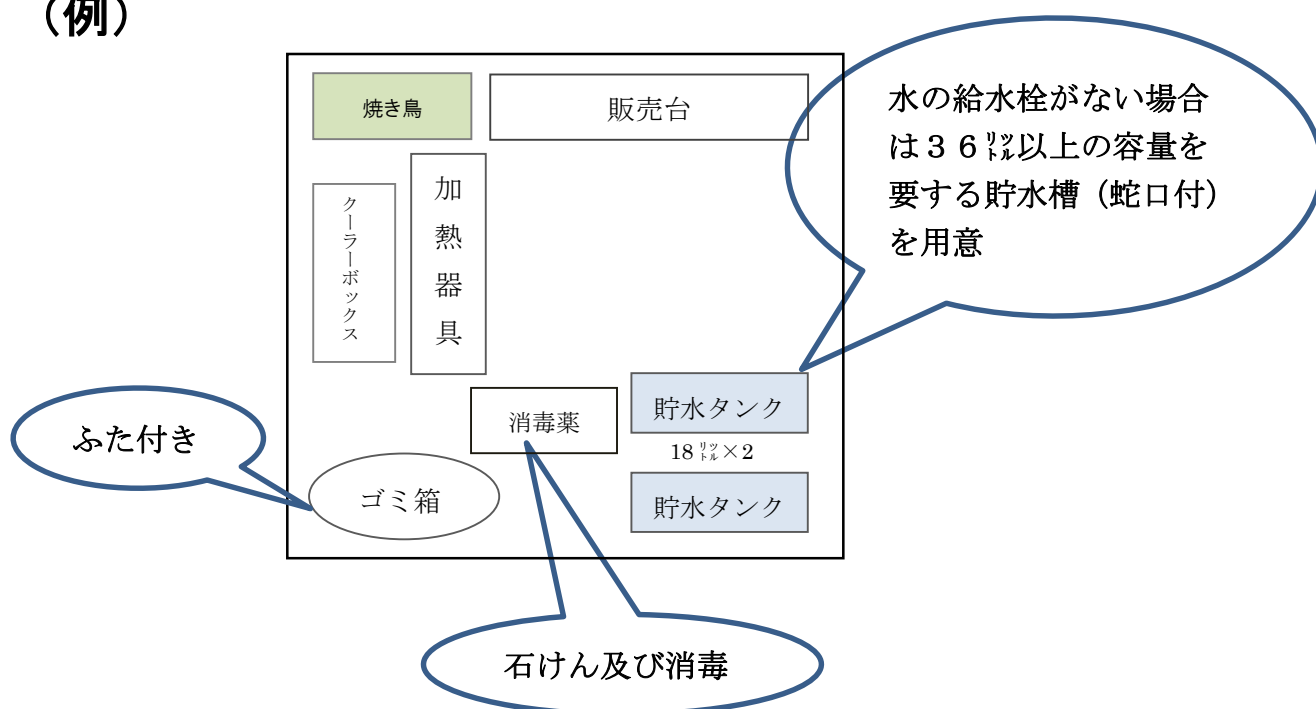 （例）
焼き鳥
販売台
水の給水栓がない場合
は３６㍑以上の容量を
要する貯水槽（蛇口付）
を用意
クーラーボックス
加熱器具
ふた付き
消毒薬
貯水タンク
18㍑×2
ゴミ箱
貯水タンク
石けん及び消毒